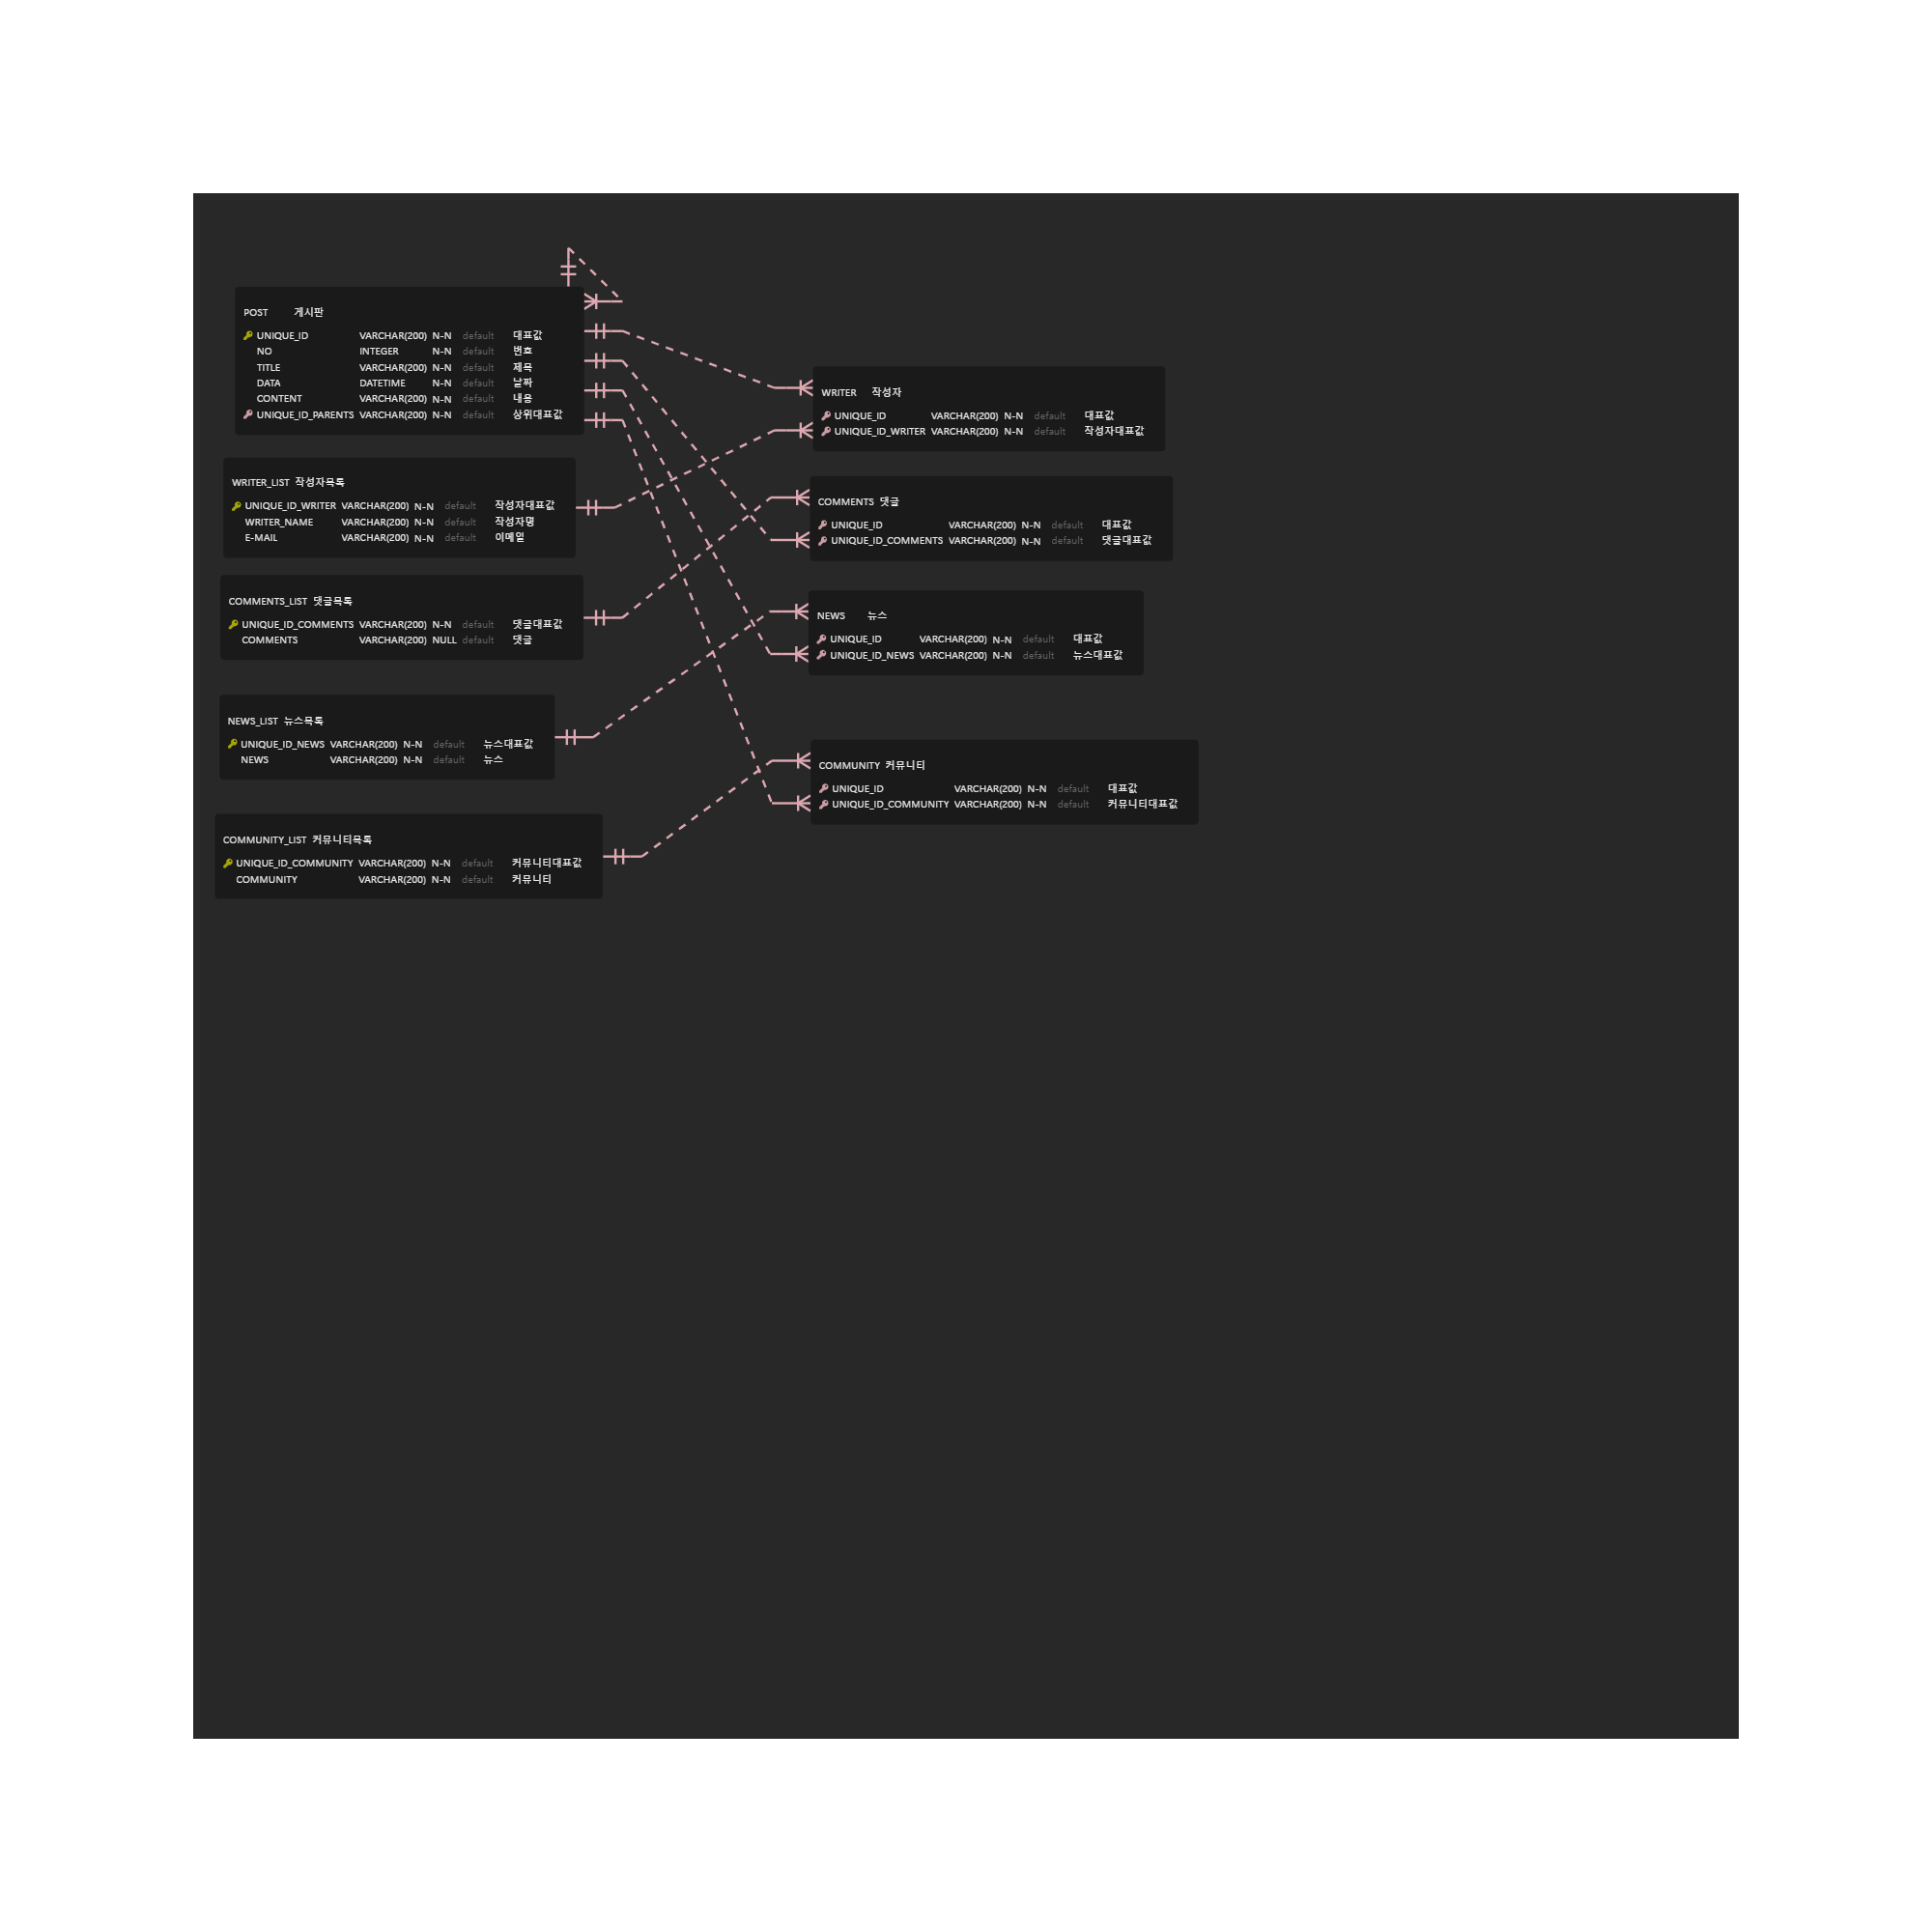 POST 게시판
UNIQUE_ID VARCHAR(200) N-N default 대표값
NO INTEGER N-N default 번호
TITLE VARCHAR(200) N-N default 제목
DATA DATETIME N-N default 날짜
CONTENT VARCHAR(200) N-N default 내용
UNIQUE_ID_PARENTS VARCHAR(200) N-N default 상위대표값
WRITER_LIST 작성자목록
UNIQUE_ID_WRITER VARCHAR(200) N-N default 작성자대표값
WRITER_NAME VARCHAR(200) N-N default 작성자명
E-MAIL VARCHAR(200) N-N default 이메일
COMMENTS_LIST 댓글목록
UNIQUE_ID_COMMENTS VARCHAR(200) N-N default 댓글대표값
COMMENTS VARCHAR(200) NULL default 댓글
NEWS_LIST 뉴스목록
UNIQUE_ID_NEWS VARCHAR(200) N-N default 뉴스대표값
NEWS VARCHAR(200) N-N default 뉴스
COMMUNITY_LIST 커뮤니티목록
UNIQUE_ID_COMMUNITY VARCHAR(200) N-N default 커뮤니티대표값
COMMUNITY VARCHAR(200) N-N default 커뮤니티
WRITER 작성자
UNIQUE_ID VARCHAR(200) N-N default 대표값
UNIQUE_ID_WRITER VARCHAR(200) N-N default 작성자대표값
COMMENTS 댓글
UNIQUE_ID VARCHAR(200) N-N default 대표값
UNIQUE_ID_COMMENTS VARCHAR(200) N-N default 댓글대표값
NEWS 뉴스
UNIQUE_ID VARCHAR(200) N-N default 대표값
UNIQUE_ID_NEWS VARCHAR(200) N-N default 뉴스대표값
COMMUNITY 커뮤니티
UNIQUE_ID VARCHAR(200) N-N default 대표값
UNIQUE_ID_COMMUNITY VARCHAR(200) N-N default 커뮤니티대표값